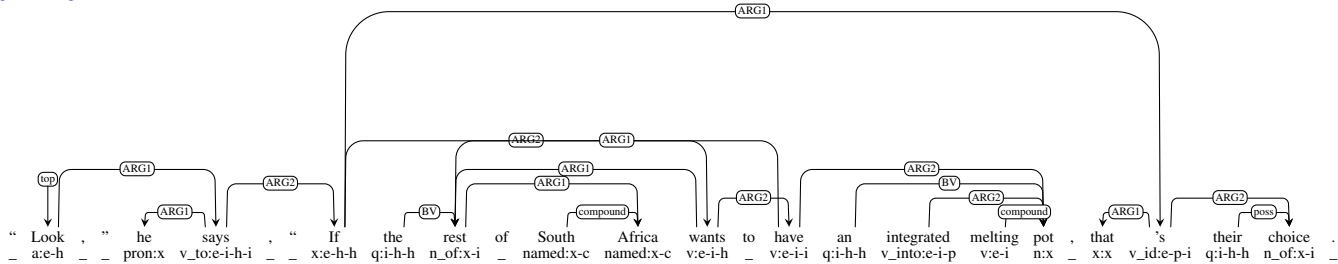 ARG1
ARG2 ARG1
top ARG1 ARG2 ARG1 ARG1 ARG2 ARG2 BV ARG2 ARG2
ARG1 BV compound compound ARG1 poss
“ Look , ” he says , “ If the rest of South Africa wants to have an integrated melting pot , that 's their choice .
_ a:e-h _ _ pron:x v_to:e-i-h-i _ _ x:e-h-h q:i-h-h n_of:x-i _ named:x-c named:x-c v:e-i-h _ v:e-i-i q:i-h-h v_into:e-i-p v:e-i n:x _ x:x v_id:e-p-i q:i-h-h n_of:x-i _